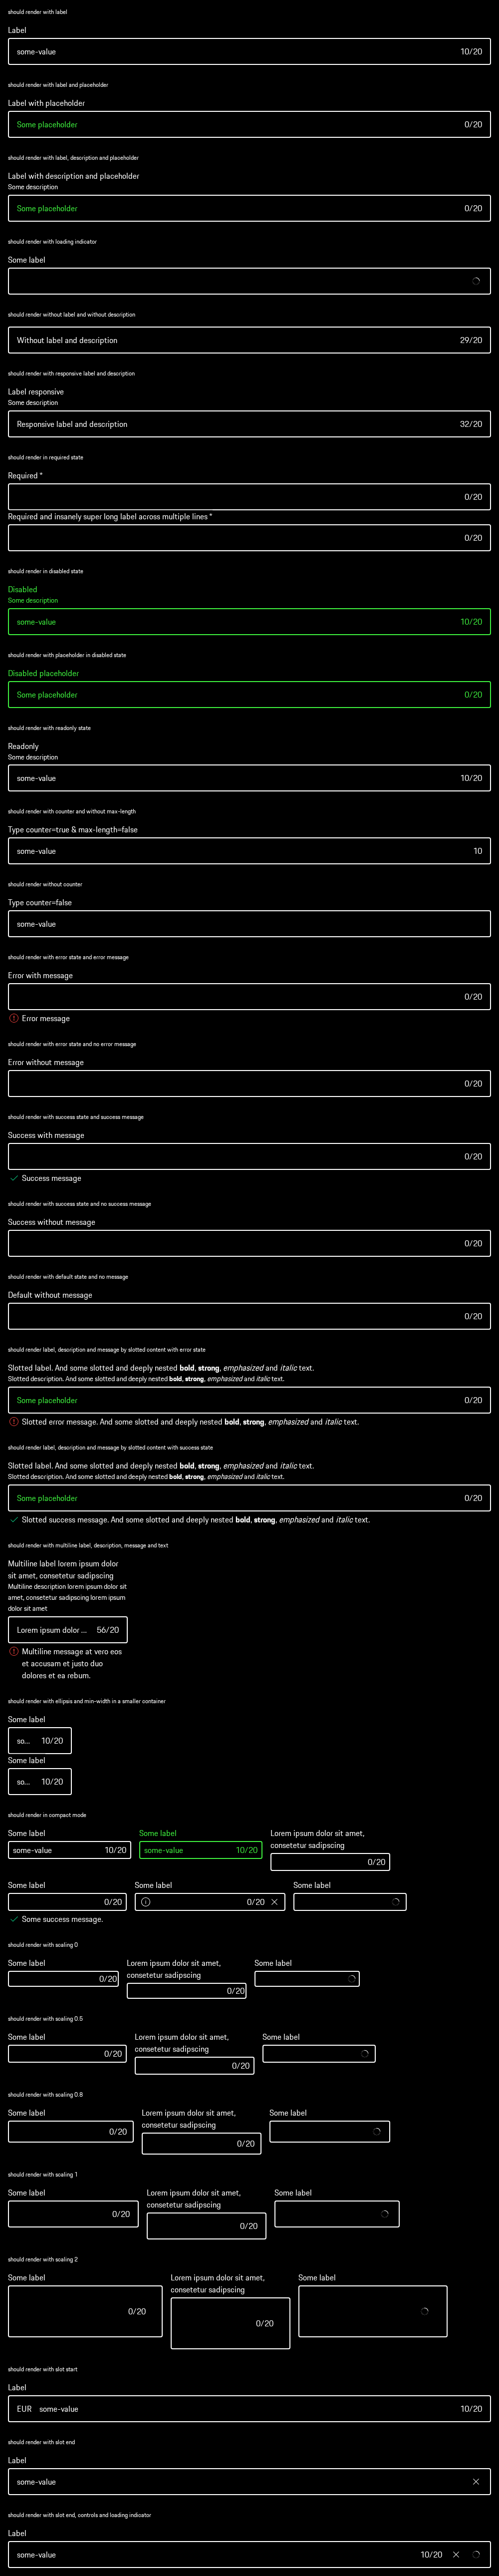 should render with label
Label
some-value 10/20
should render with label and placeholder
Label with placeholder
Some placeholder 0/20
should render with label, description and placeholder
Label with description and placeholder
Some description
Some placeholder 0/20
should render with loading indicator
Some label
should render without label and without description
Without label and description 29/20
should render with responsive label and description
Label responsive
Some description
Responsive label and description 32/20
should render in required state
Required *
0/20
Required and insanely super long label across multiple lines *
0/20
should render in disabled state
Disabled
Some description
some-value 10/20
should render with placeholder in disabled state
Disabled placeholder
Some placeholder 0/20
should render with readonly state
Readonly
Some description
some-value 10/20
should render with counter and without max-length
Type counter=true & max-length=false
some-value 10
should render without counter
Type counter=false
some-value
should render with error state and error message
Error with message
0/20
Error message
should render with error state and no error message
Error without message
0/20
should render with success state and success message
Success with message
0/20
Success message
should render with success state and no success message
Success without message
0/20
should render with default state and no message
Default without message
0/20
should render label, description and message by slotted content with error state
Slotted label. And some slotted and deeply nested bold, strong, emphasized and italic text.
Slotted description. And some slotted and deeply nested bold, strong, emphasized and italic text.
Some placeholder 0/20
Slotted error message. And some slotted and deeply nested bold, strong, emphasized and italic text.
should render label, description and message by slotted content with success state
Slotted label. And some slotted and deeply nested bold, strong, emphasized and italic text.
Slotted description. And some slotted and deeply nested bold, strong, emphasized and italic text.
Some placeholder 0/20
Slotted success message. And some slotted and deeply nested bold, strong, emphasized and italic text.
should render with multiline label, description, message and text
Multiline label lorem ipsum dolor
sit amet, consetetur sadipscing
Multiline description lorem ipsum dolor sit
amet, consetetur sadipscing lorem ipsum
dolor sit amet
Lorem ipsum dolor ... 56/20
Multiline message at vero eos
et accusam et justo duo
dolores et ea rebum.
should render with ellipsis and min-width in a smaller container
Some label
so... 10/20
Some label
so... 10/20
should render in compact mode
Some label Some label Lorem ipsum dolor sit amet,
consetetur sadipscing
some-value 10/20 some-value 10/20
0/20
Some label Some label Some label
0/20 0/20
Some success message.
should render with scaling 0
Some label Lorem ipsum dolor sit amet, Some label
consetetur sadipscing
0/20
0/20
should render with scaling 0.5
Some label Lorem ipsum dolor sit amet, Some label
consetetur sadipscing
0/20
0/20
should render with scaling 0.8
Some label Lorem ipsum dolor sit amet, Some label
consetetur sadipscing
0/20
0/20
should render with scaling 1
Some label Lorem ipsum dolor sit amet, Some label
consetetur sadipscing
0/20
0/20
should render with scaling 2
Some label Lorem ipsum dolor sit amet, Some label
consetetur sadipscing
0/20
0/20
should render with slot start
Label
EUR some-value 10/20
should render with slot end
Label
some-value
should render with slot end, controls and loading indicator
Label
some-value 10/20